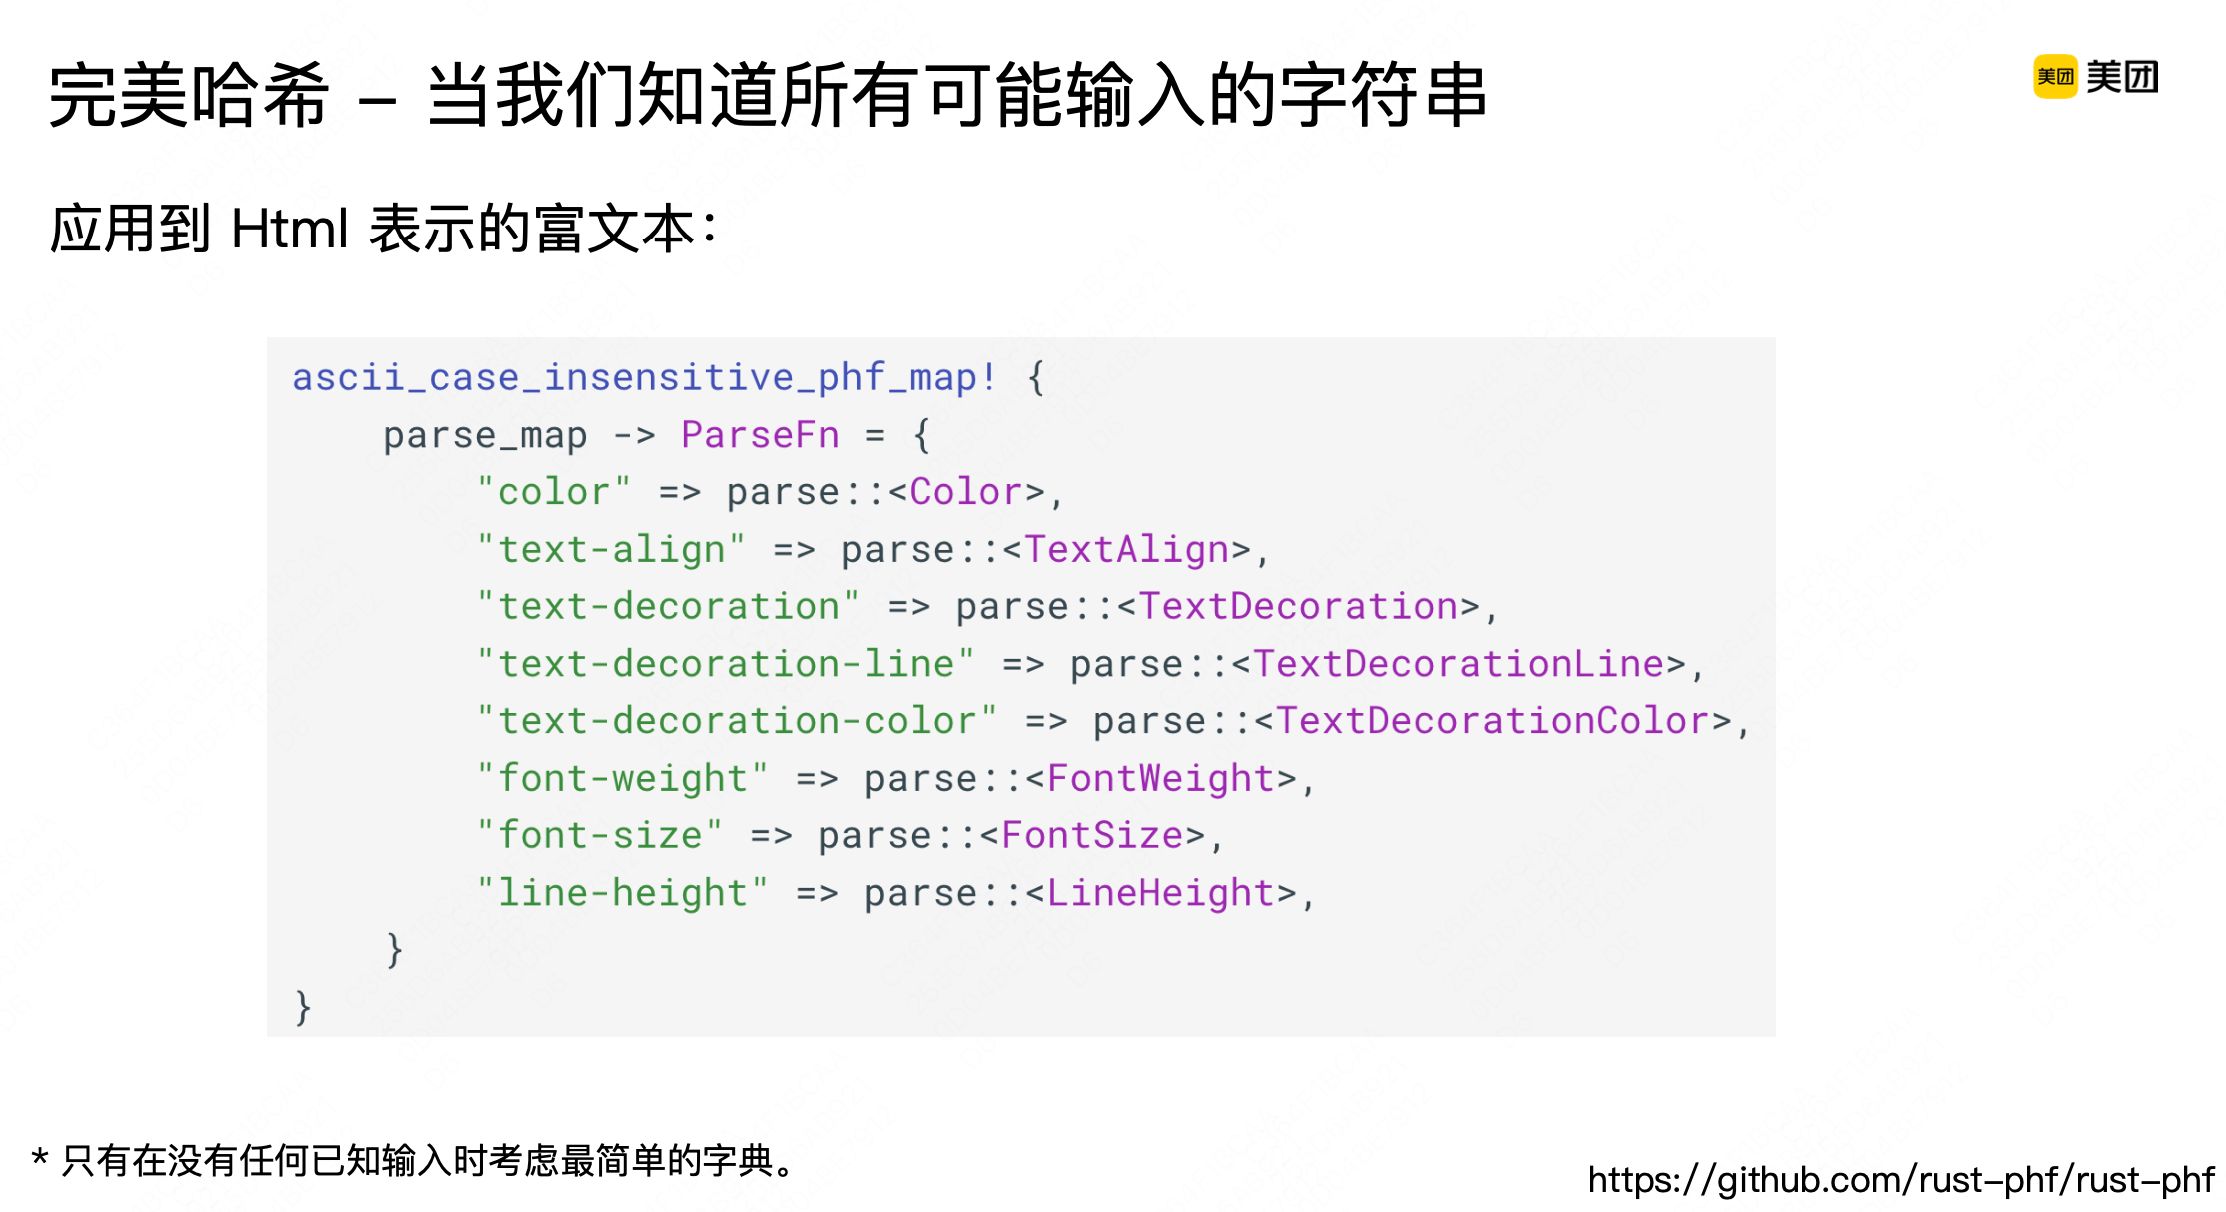 完美哈希 – 当我们知道所有可能输入的字符串
美团 美团
应用到 Html 表示的富文本：
ascii_case_insensitive_phf_map! {
    parse_map -> ParseFn = {
        "color" => parse::<Color>,
        "text-align" => parse::<TextAlign>,
        "text-decoration" => parse::<TextDecoration>,
        "text-decoration-line" => parse::<TextDecorationLine>,
        "text-decoration-color" => parse::<TextDecorationColor>,
        "font-weight" => parse::<FontWeight>,
        "font-size" => parse::<FontSize>,
        "line-height" => parse::<LineHeight>,
    }
}
* 只有在没有任何已知输入时考虑最简单的字典。
https://github.com/rust-phf/rust-phf